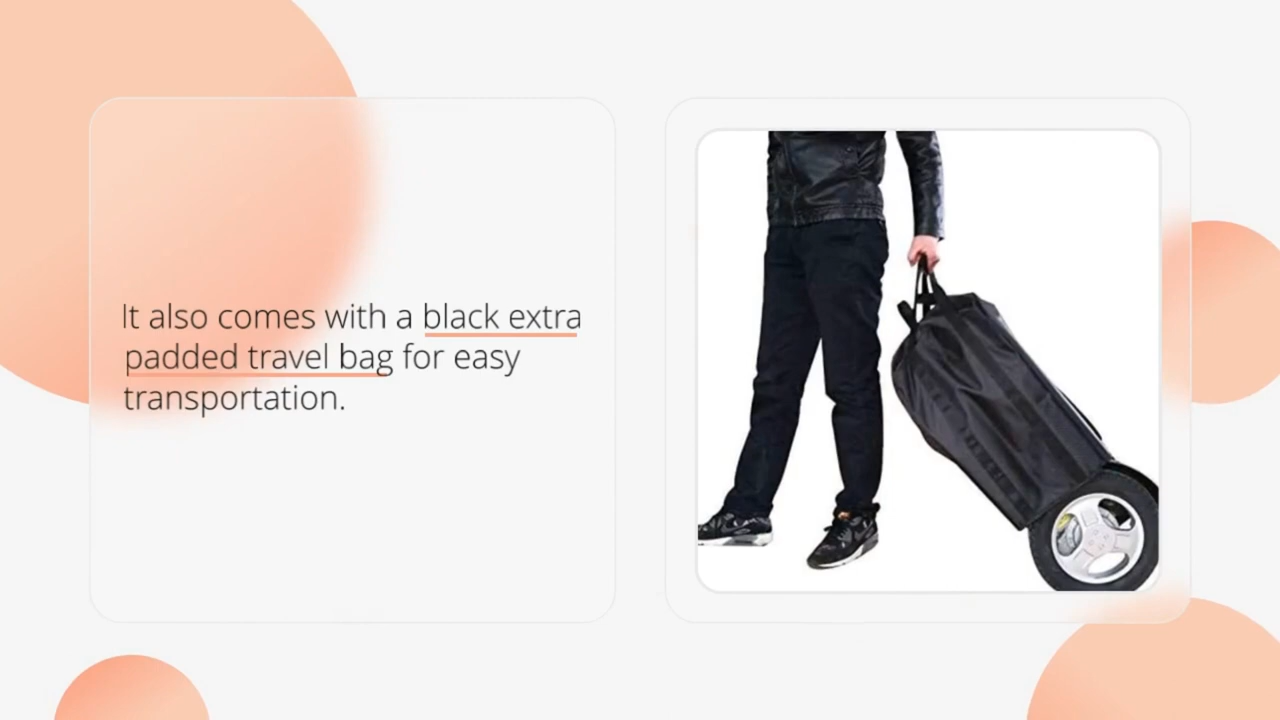 It also comes with a black extra
padded travel bag for easy
transportation.